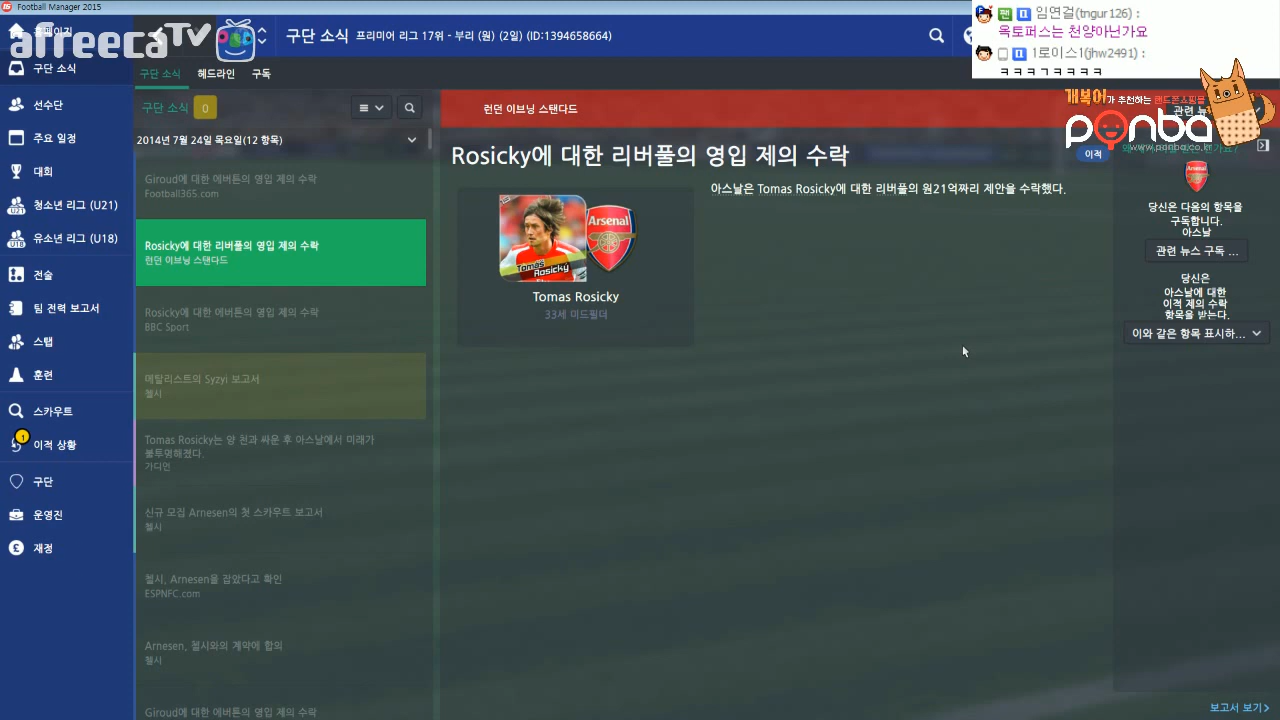 Football Manager 2015
afreecaTV
구단 소식
프리미어 리그 17위 - 부리 (원) (2일) (ID:1394658664)
임연걸(tngur126) :
옥토퍼스는 천양아닌가요
1로이스1(jhw2491) :
ㅋㅋㅋㄱㅋㅋㅋㅋ
개복어가 추천하는 핸드폰쇼핑몰
ponba
www.ponba.co.kr
구단 소식
선수단
주요 일정
대회
청소년 리그 (U21)
유소년 리그 (U18)
전술
팀 전력 보고서
스탭
훈련
스카우트
1
이적 상황
구단
운영진
재정
구단 소식
헤드라인
구독
구단 소식
0
2014년 7월 24일 목요일(12 항목)
Giroud에 대한 에버튼의 영입 제의 수락
Football365.com
Rosicky에 대한 리버풀의 영입 제의 수락
런던 이브닝 스탠다드
Rosicky에 대한 에버튼의 영입 제의 수락
BBC Sport
메탈리스트의 Syzyi 보고서
첼시
Tomas Rosicky는 양 천과 싸운 후 아스날에서 미래가
불투명해졌다.
가디언
신규 모집 Arnesen의 첫 스카우트 보고서
첼시
첼시, Arnesen을 잡았다고 확인
ESPNFC.com
Arnesen, 첼시와의 계약에 합의
첼시
Giroud에 대한 에버튼의 영입 제의 수락
런던 이브닝 스탠다드
Rosicky에 대한 리버풀의 영입 제의 수락
이적
아스날은 Tomas Rosicky에 대한 리버풀의 원21억짜리 제안을 수락했다.
Arsenal
Tomas Rosicky
Tomas Rosicky
33세 미드필더
관련 뉴
Arsenal
당신은 다음의 항목을
구독합니다.
아스날
관련 뉴스 구독 ...
당신은
아스날에 대한
이적 제의 수락
항목을 받는다.
이와 같은 항목 표시하...
보고서 보기